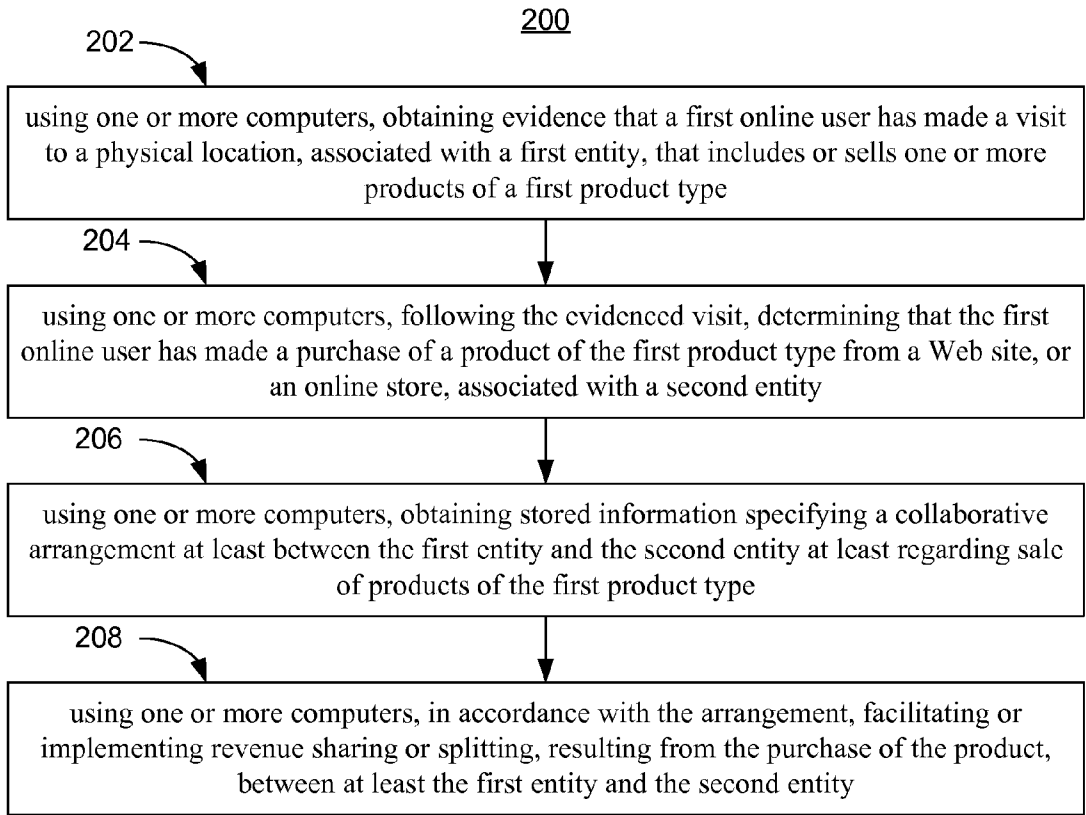 200
202
using one or more computers, obtaining evidence that a first online user has made a visit
to a physical location, associated with a first entity, that includes or sells one or more
products of a first product type
204
using one or more computers, following the evidenced visit, determining that the first
online user has made a purchase of a product of the first product type from a Web site, or
an online store, associated with a second entity
206
using one or more computers, obtaining stored information specifying a collaborative
arrangement at least between the first entity and the second entity at least regarding sale
of products of the first product type
208
using one or more computers, in accordance with the arrangement, facilitating or
implementing revenue sharing or splitting, resulting from the purchase of the product,
between at least the first entity and the second entity